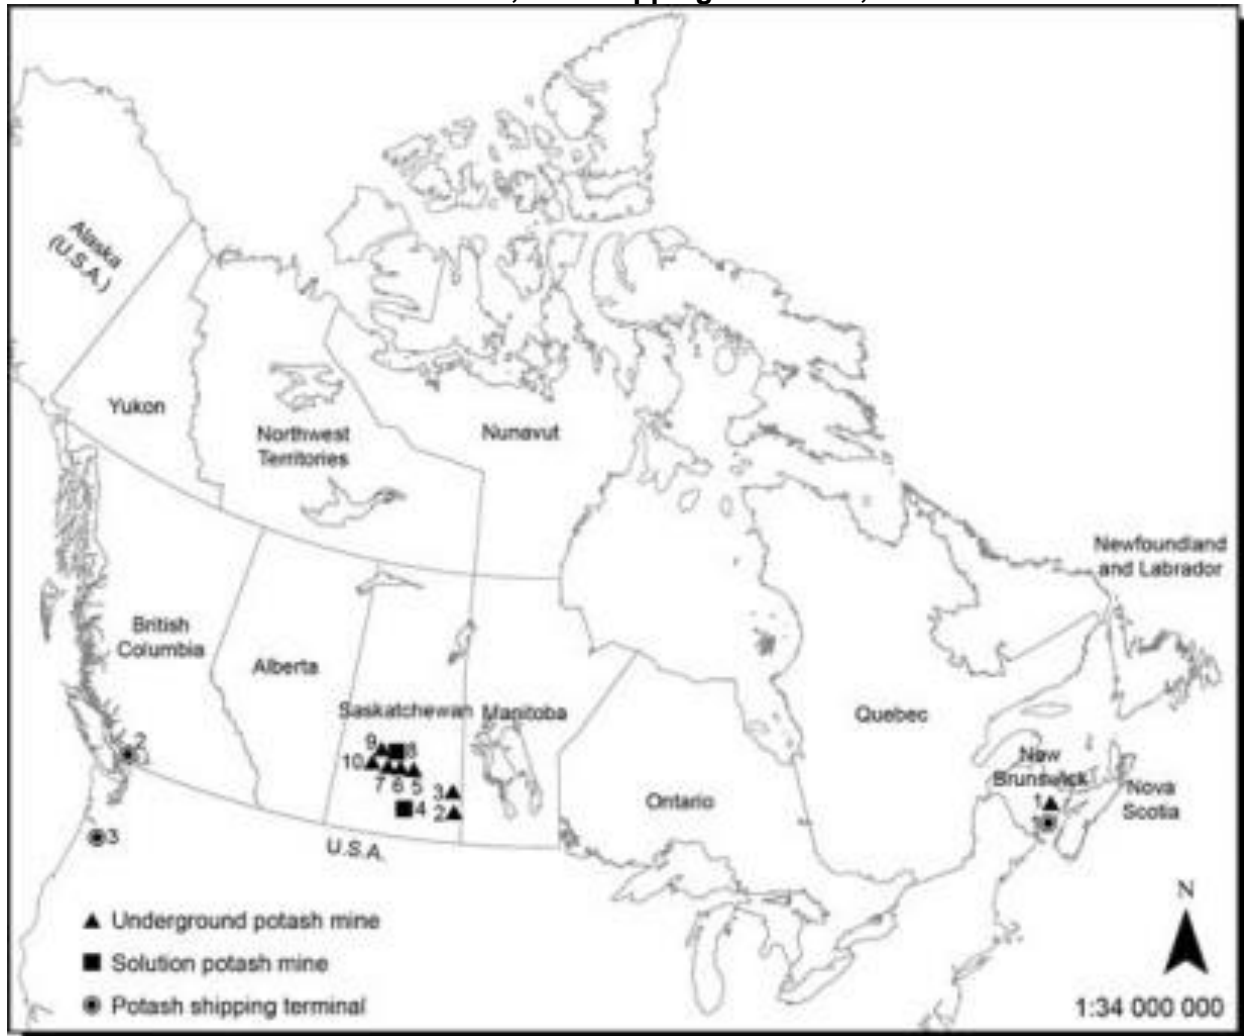 Alaska
(U.S.A.)
Yukon
Northwest
Territories
Nunavut
Newfoundland
and Labrador
British
Columbia
Alberta
Saskatchewan
Manitoba
Ontario
Quebec
New
Brunswick
Nova
Scotia
2
3
9
8
10
7 6 5
3
4
2
1
U.S.A.
Underground potash mine
Solution potash mine
Potash shipping terminal
N
1:34 000 000